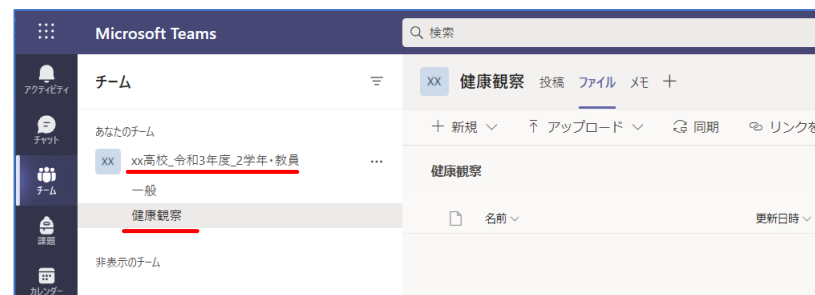 Microsoft Teams
検索
アクティビティ
チャット
チーム
課題
カレンダー
チーム
あなたのチーム
xx xx高校_令和3年度_2学年・教員 ...
一般
健康観察
非表示のチーム
XX 健康観察 投稿 ファイル メモ +
+ 新規 アップロード 同期 リンクを
健康観察
名前 更新日時